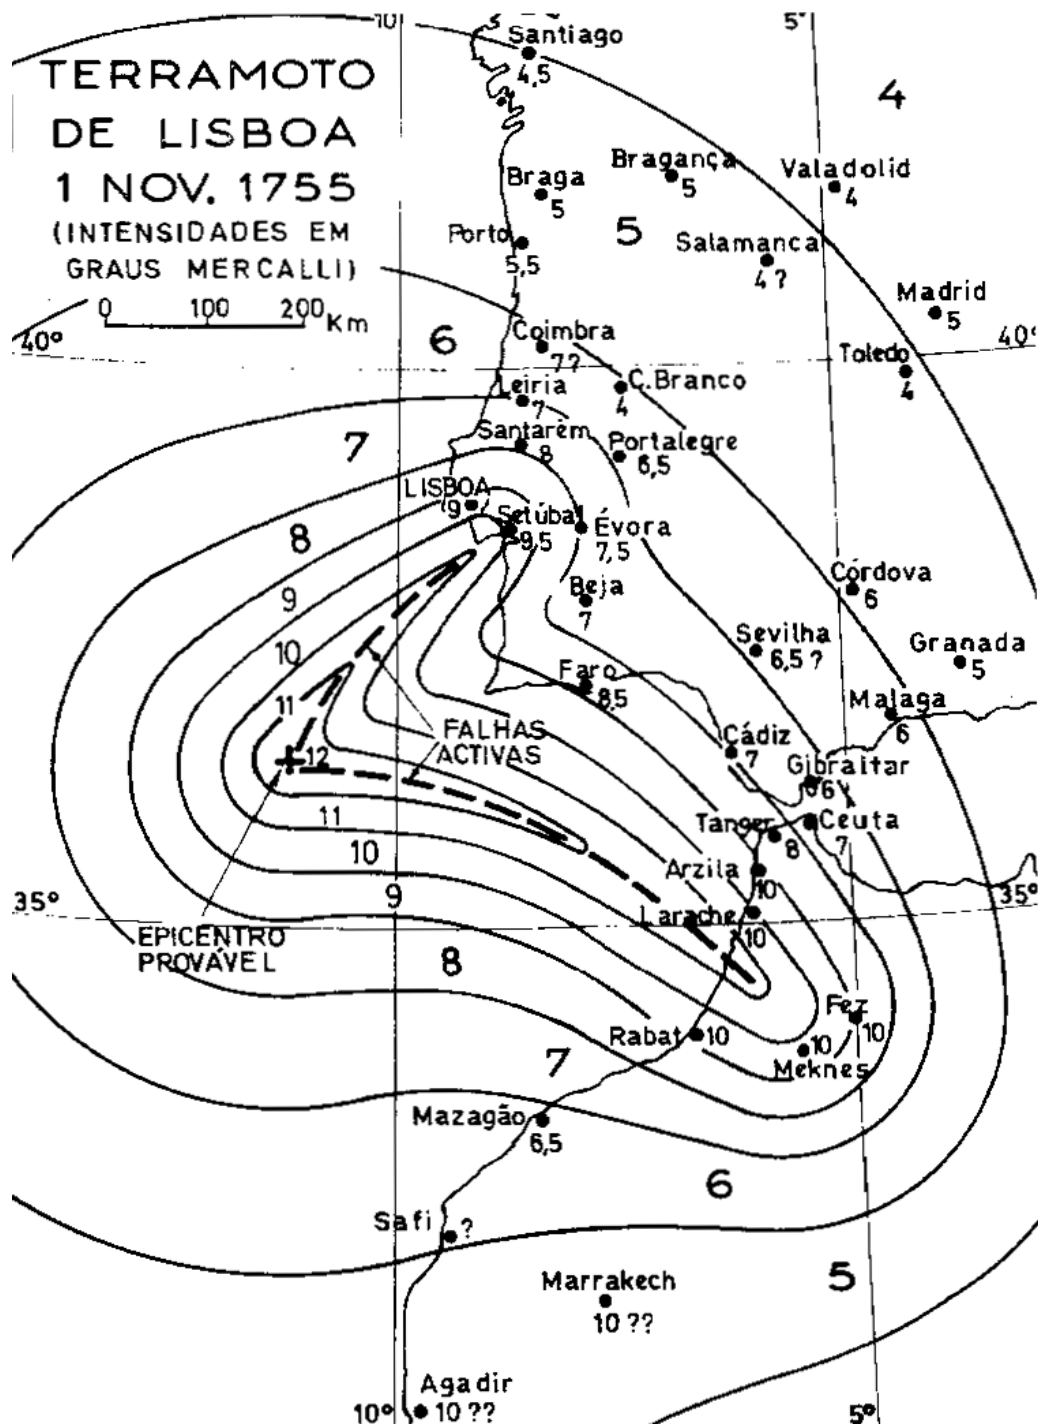 10
5°
TERRAMOTO
DE LISBOA
1 NOV. 1755
(INTENSIDADES EM
GRAUS MERCALLI)
0 100 200 Km
Santiago
4,5
4
Bragança
5
Valadolid
4
Braga
5
5
Porto
5,5
Salamanca
4?
Madrid
5
40°
6
Coimbra
7?
40°
Toledo
4
Leiria
7
C.Branco
4
7
Santarém
8
Portalegre
6,5
LISBOA
9
Setúbal
9,5
Évora
7,5
8
9
Beja
7
Córdova
6
10
Sevilha
6,5?
Granada
5
11
Faro
8,5
Malaga
6
FALHAS
ACTIVAS
12
Cádiz
7
Gibraltar
6
11
Tanger
8
Ceuta
7
10
Arzila
10
9
35°
35°
Larache
10
EPICENTRO
PROVÁVEL
8
Fez
10
Rabat 10
10
Meknes
7
Mazagão
6,5
6
Safi ?
5
Marrakech
10??
Agadir
10??
10°
5°